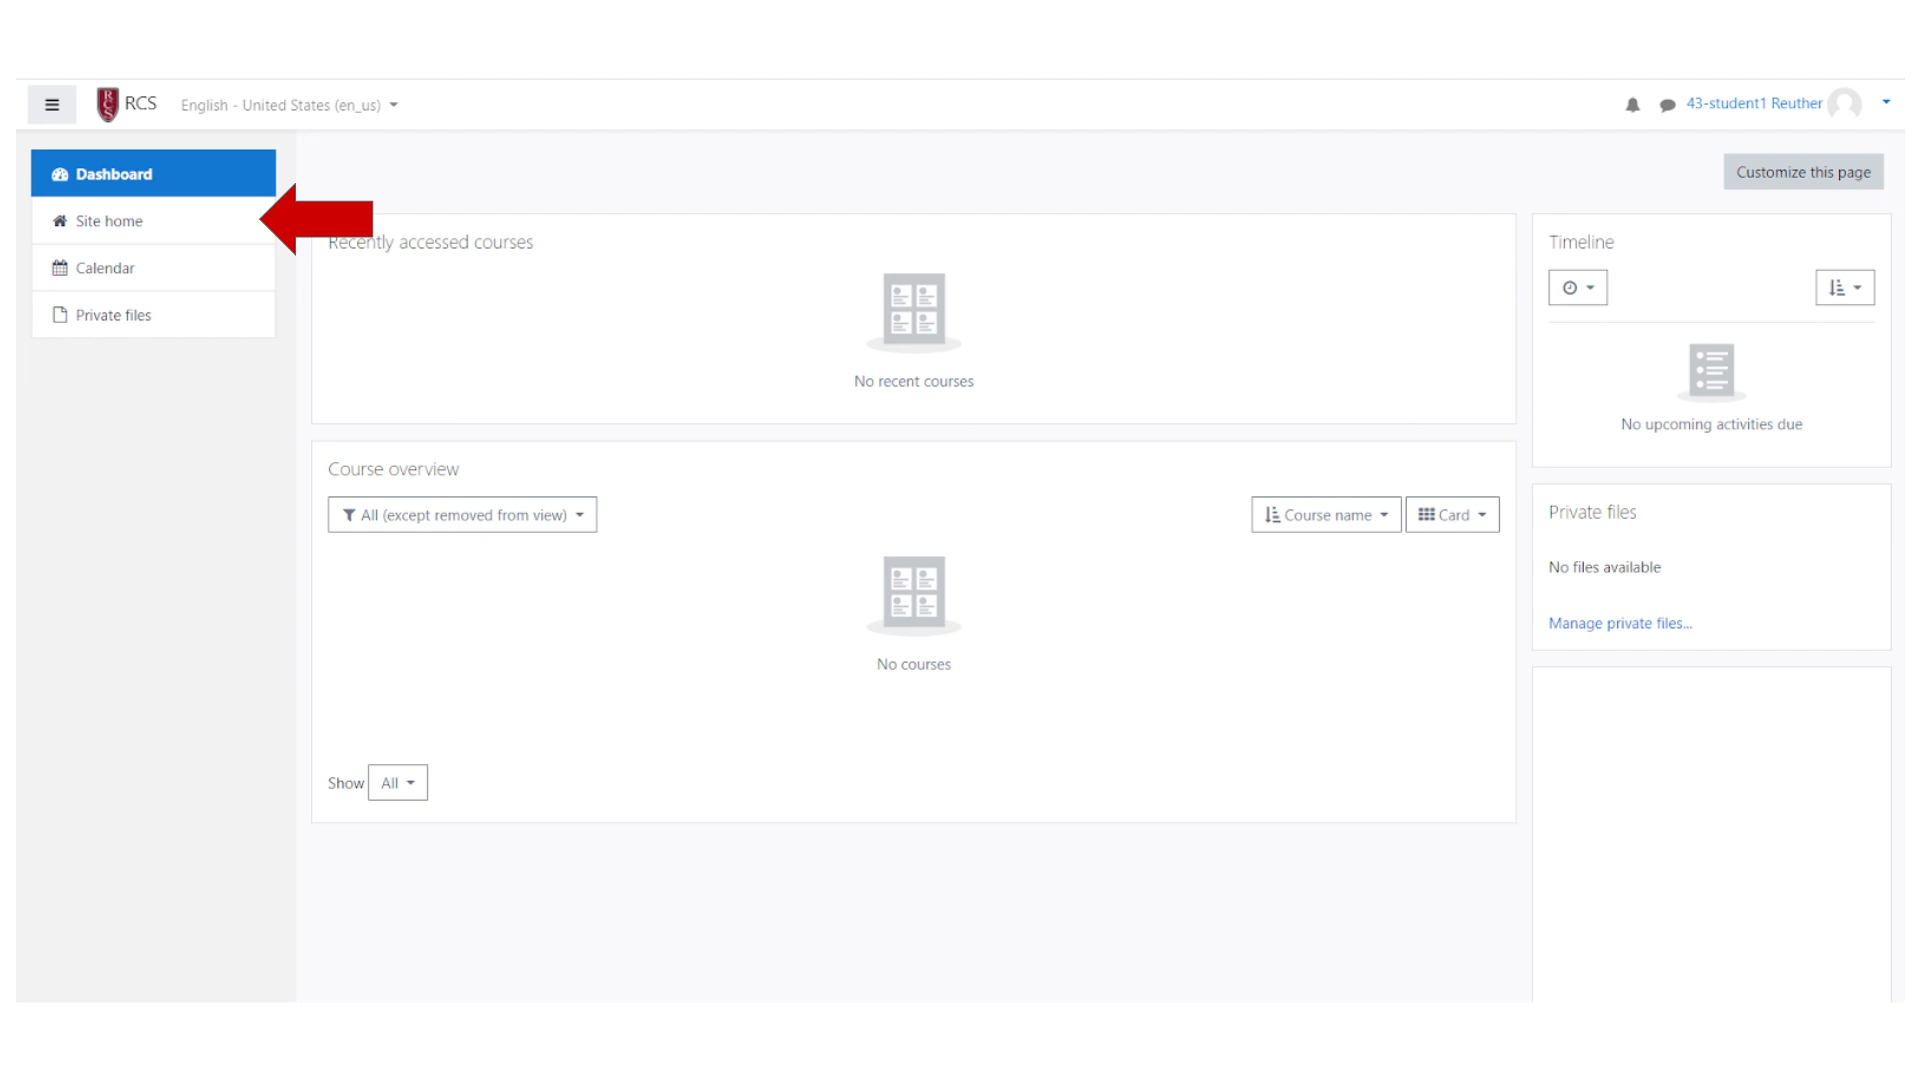 RCS English - United States (en_us)
43-student1 Reuther
Dashboard
Site home
Calendar
Private files
Customize this page
Recently accessed courses
No recent courses
Course overview
All (except removed from view)
Course name
Card
No courses
Show All
Timeline
No upcoming activities due
Private files
No files available
Manage private files...